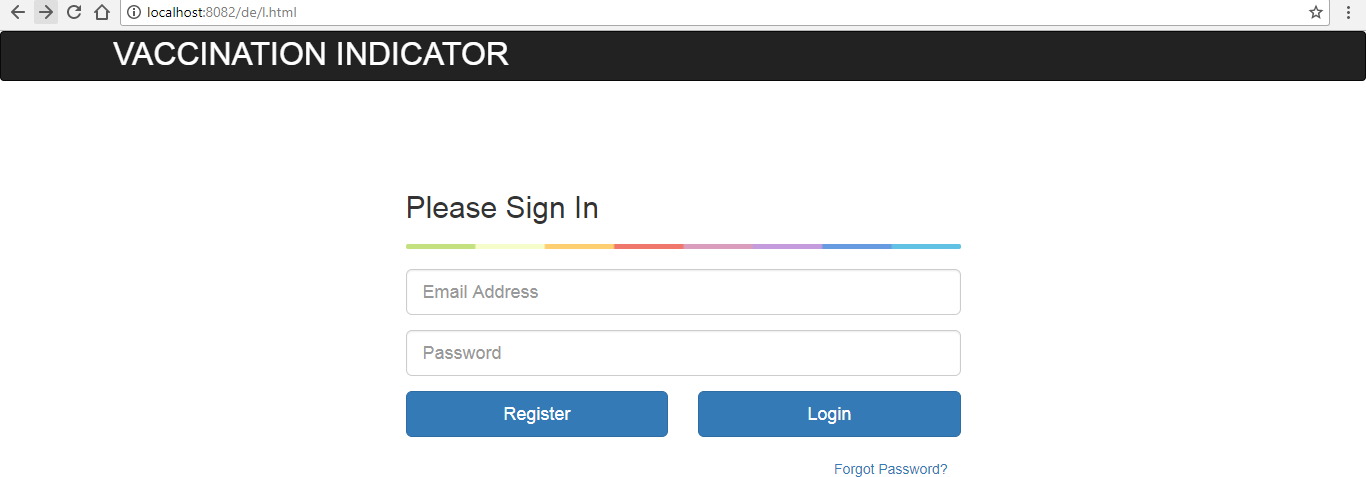 localhost:8082/de/l.html
VACCINATION INDICATOR
Please Sign In
Email Address
Password
Register Login
Forgot Password?